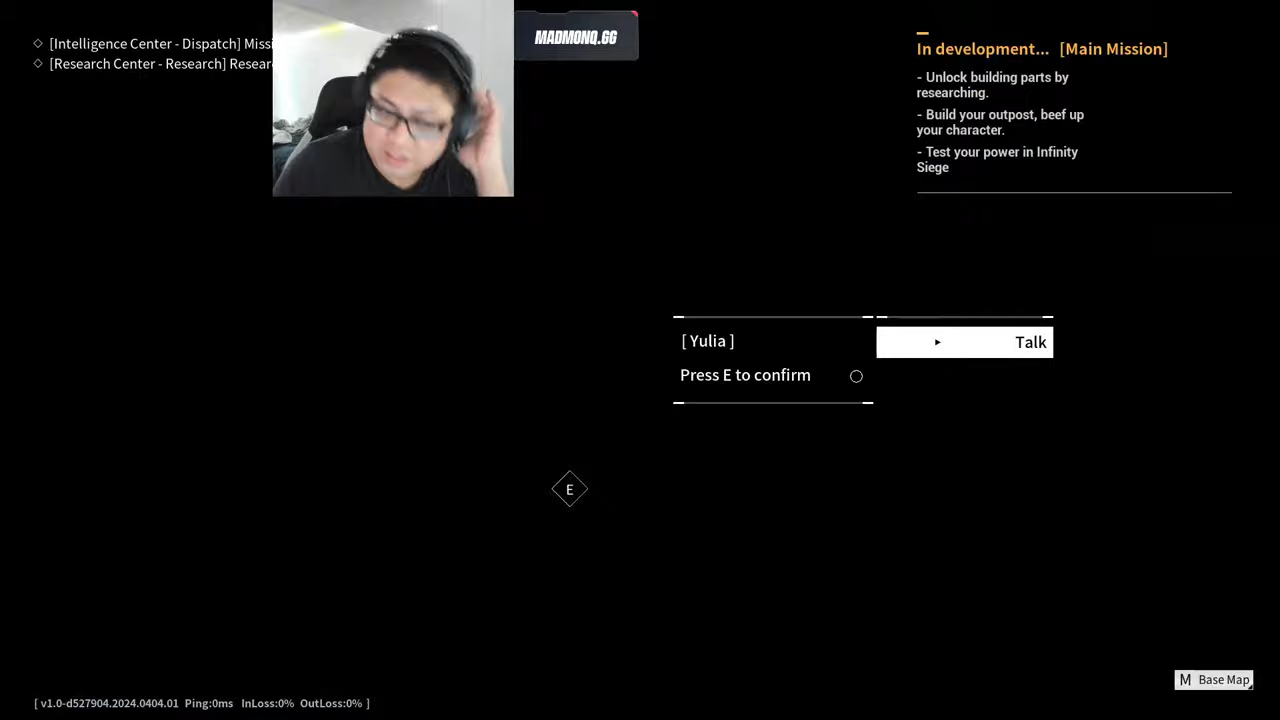 [Intelligence Center - Dispatch] Missi
[Research Center - Research] Resear
MADMONQ.GG
In development... [Main Mission]
- Unlock building parts by
researching.
- Build your outpost, beef up
your character.
- Test your power in Infinity
Siege
[ Yulia ]
Talk
Press E to confirm
E
M Base Map
[ v1.0-d527904.2024.0404.01 Ping:0ms InLoss:0% OutLoss:0% ]